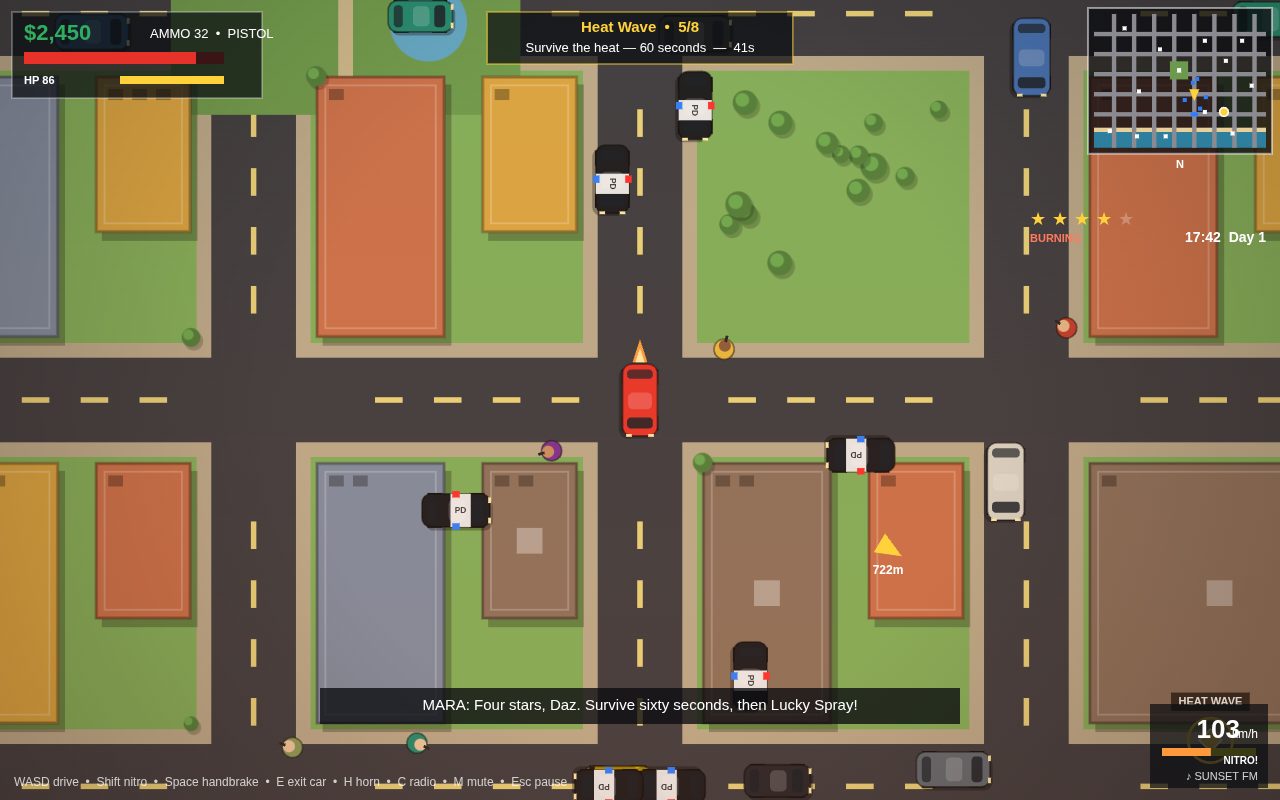 $2,450 AMMO 32 • PISTOL
HP 86
Heat Wave • 5/8
Survive the heat — 60 seconds — 41s
N
★ ★ ★ ★ ★
BURNING
17:42 Day 1
PD
PD
PD
PD
722m
PD
MARA: Four stars, Daz. Survive sixty seconds, then Lucky Spray!
HEAT WAVE
103 km/h
NITRO!
♪ SUNSET FM
WASD drive • Shift nitro • Space handbrake • E exit car • H horn • C radio • M mute • Esc pause
PD
PD